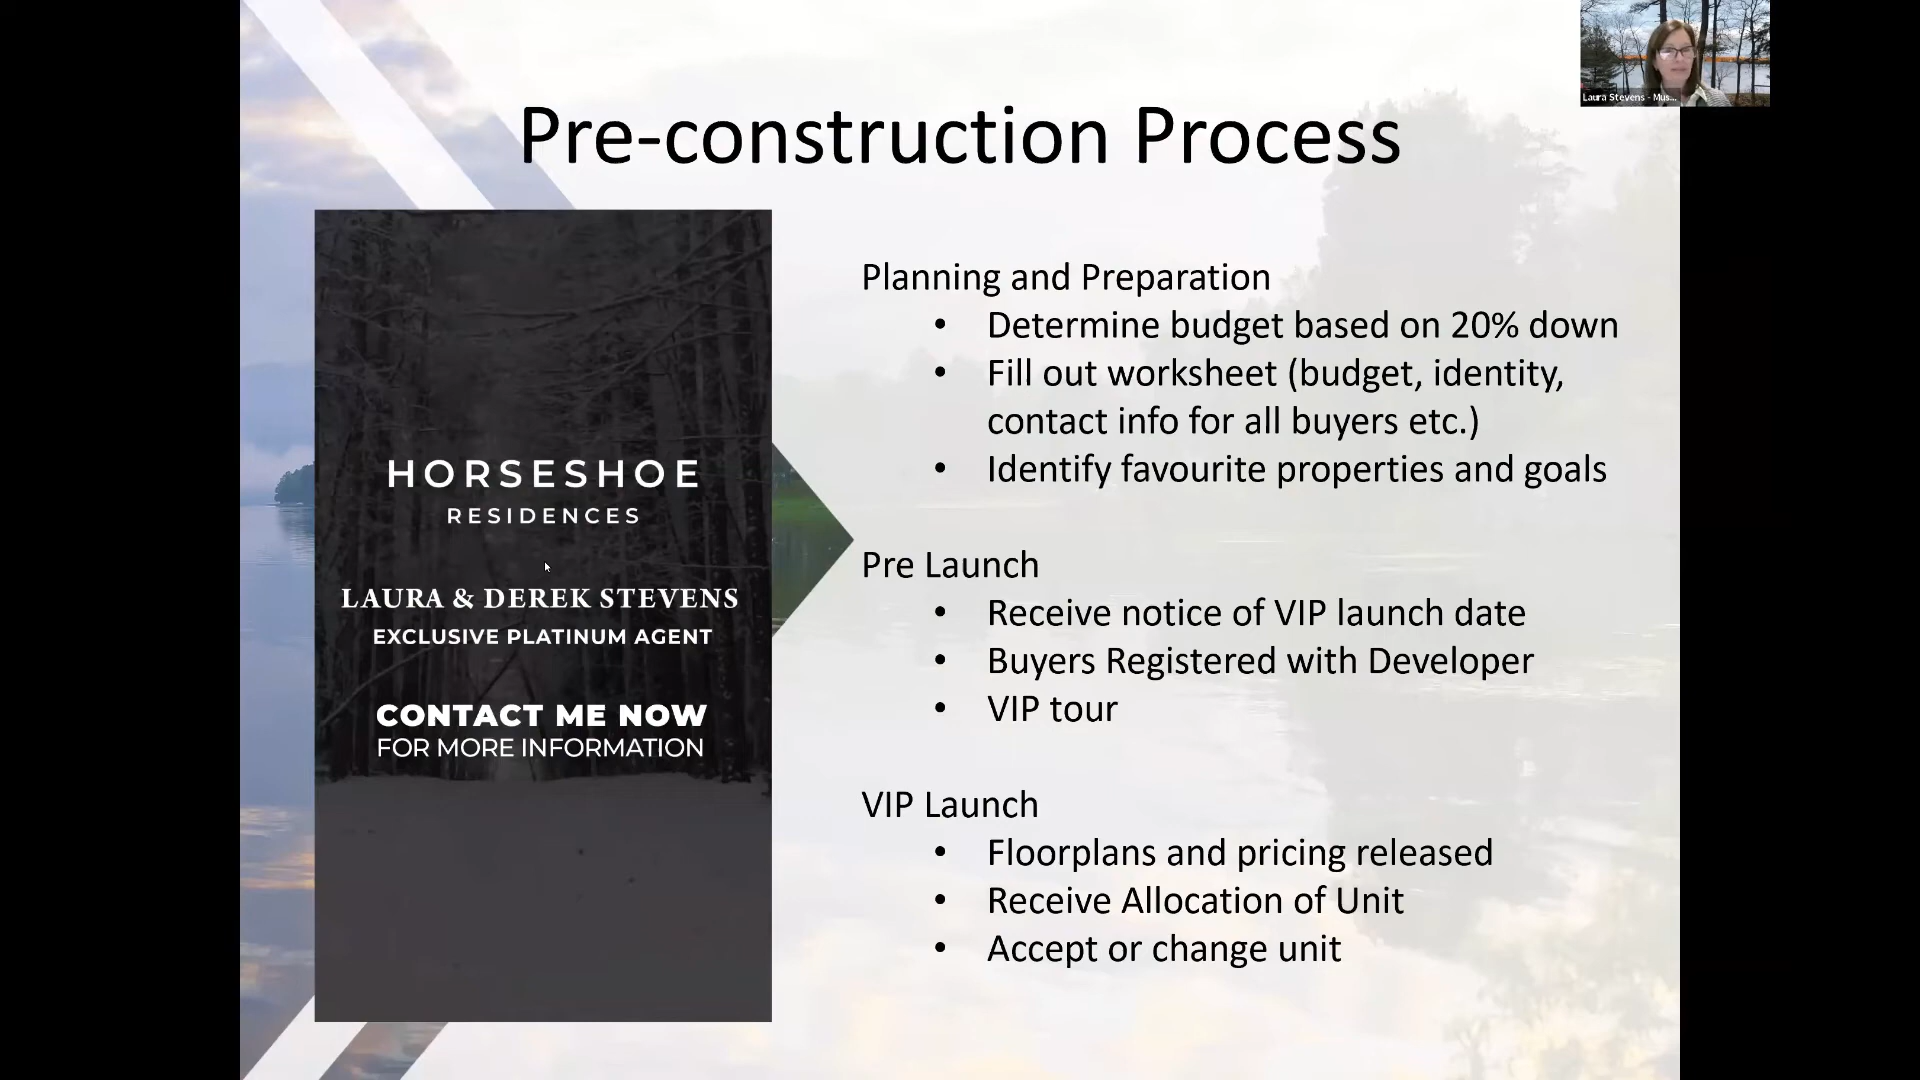 Laura Stevens - Mus...
Pre-construction Process
HORSESHOE
RESIDENCES
LAURA & DEREK STEVENS
EXCLUSIVE PLATINUM AGENT
CONTACT ME NOW
FOR MORE INFORMATION
Planning and Preparation
• Determine budget based on 20% down
• Fill out worksheet (budget, identity,
contact info for all buyers etc.)
• Identify favourite properties and goals
Pre Launch
• Receive notice of VIP launch date
• Buyers Registered with Developer
• VIP tour
VIP Launch
• Floorplans and pricing released
• Receive Allocation of Unit
• Accept or change unit